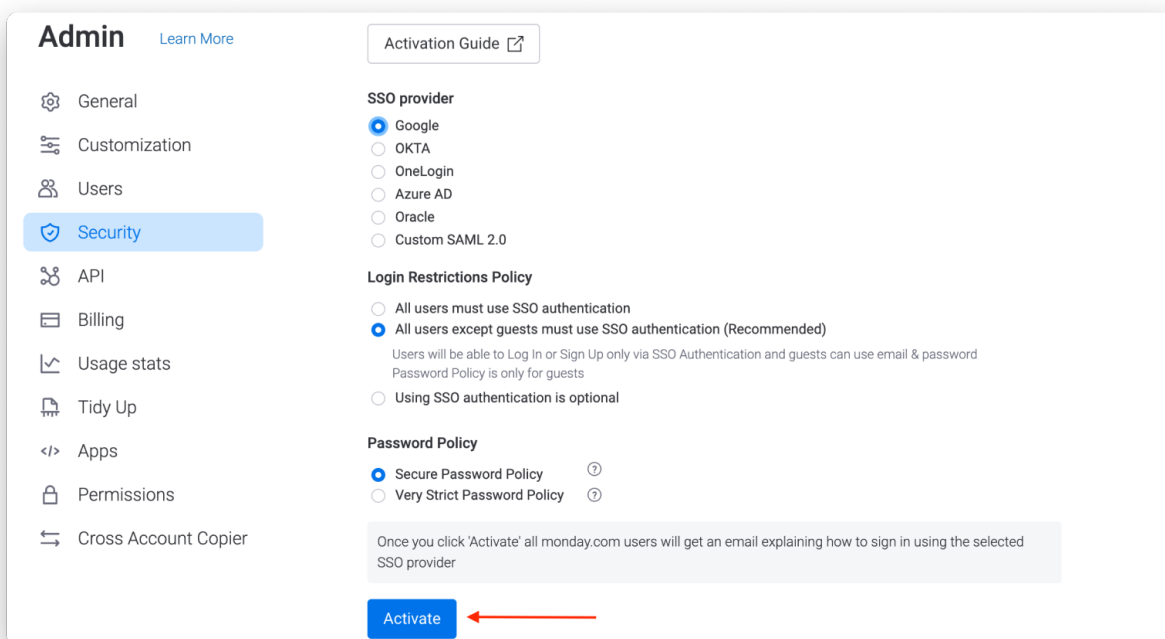 Admin
Learn More
General
Customization
Users
Security
API
Billing
Usage stats
Tidy Up
Apps
Permissions
Cross Account Copier
Activation Guide
SSO provider
Google
OKTA
OneLogin
Azure AD
Oracle
Custom SAML 2.0
Login Restrictions Policy
All users must use SSO authentication
All users except guests must use SSO authentication (Recommended)
Users will be able to Log In or Sign Up only via SSO Authentication and guests can use email & password
Password Policy is only for guests
Using SSO authentication is optional
Password Policy
Secure Password Policy ?
Very Strict Password Policy ?
Once you click 'Activate' all monday.com users will get an email explaining how to sign in using the selected
SSO provider
Activate